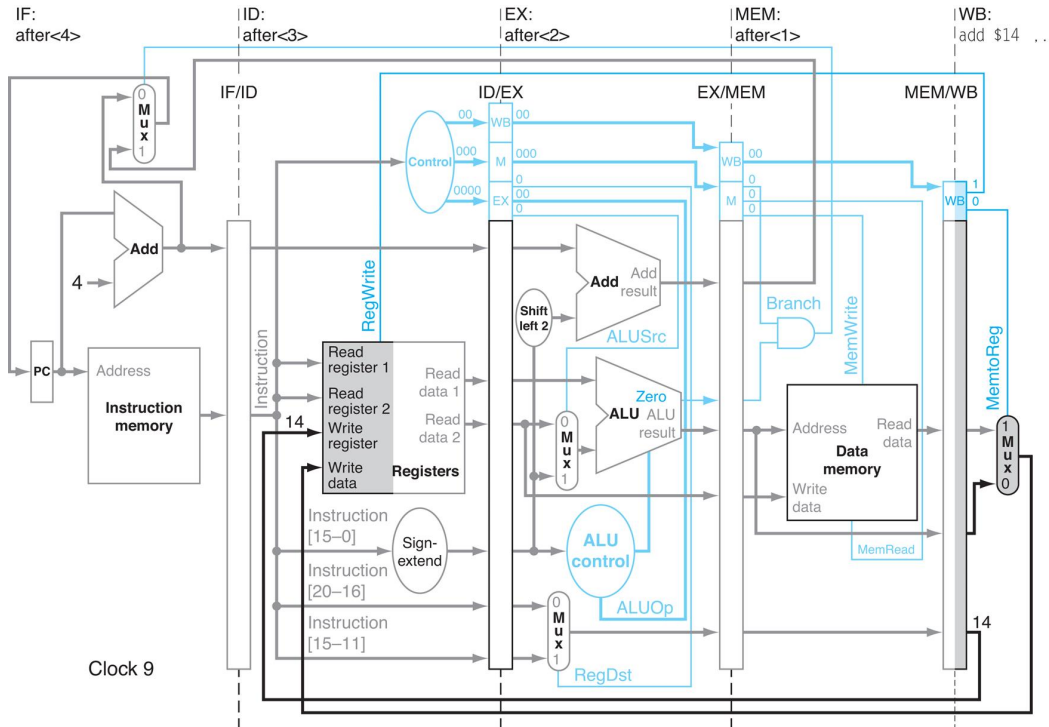 IF:
after<4>
ID:
after<3>
EX:
after<2>
MEM:
after<1>
WB:
add $14 ..
IF/ID
ID/EX
EX/MEM
MEM/WB
0
Mux
1
Control
00
000
0000
WB
M
EX
00
000
0
00
0
WB
M
00
0
0
0
WB
1
0
Add
4
PC
Address
Instruction
memory
Instruction
RegWrite
Read
register 1
Read
register 2
Write
register
Write
data
Registers
Read
data 1
Read
data 2
14
Shift
left 2
Add
Add
result
ALUSrc
0
Mux
1
Zero
ALU
ALU
result
Branch
MemWrite
Address
Read
data
Data
memory
Write
data
MemRead
MemtoReg
1
Mux
0
Instruction
[15–0]
Sign-
extend
ALU
control
Instruction
[20–16]
ALUOp
Instruction
[15–11]
0
Mux
1
RegDst
14
Clock 9